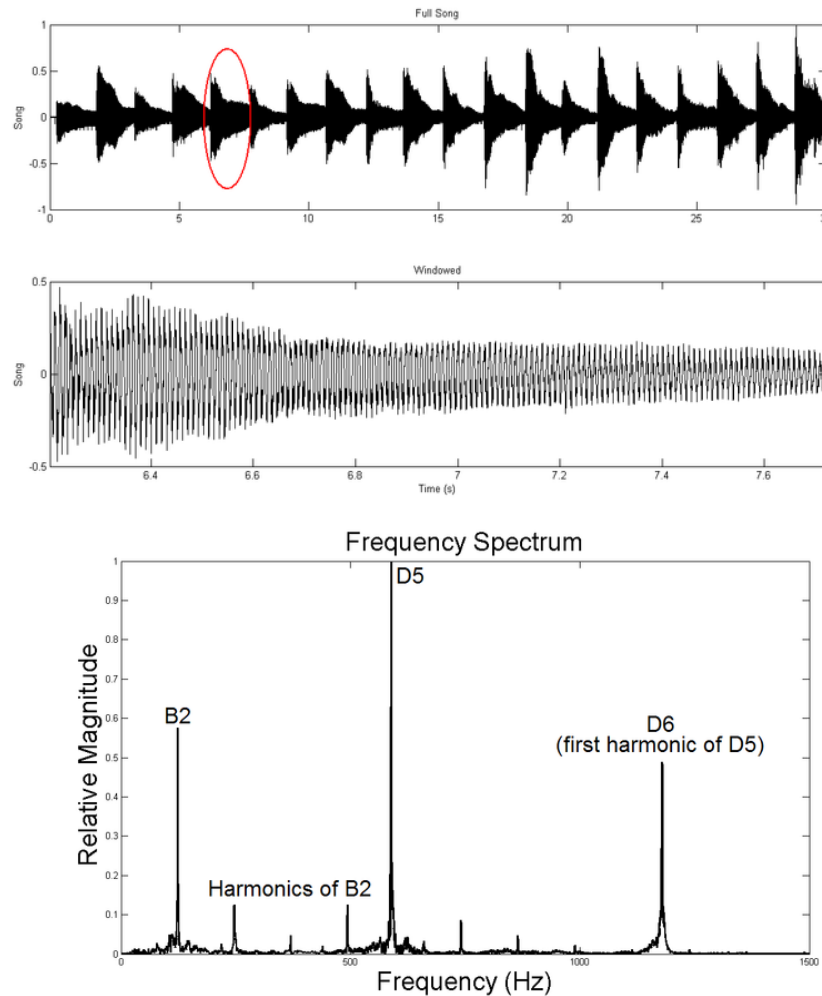 Full Song
1
0.5
0
-0.5
-1
Song
0 5 10 15 20 25
Windowed
0.5
0
-0.5
Song
6.4 6.6 6.8 7 7.2 7.4 7.6
Time (s)
Frequency Spectrum
1
0.9
0.8
0.7
0.6
0.5
0.4
0.3
0.2
0.1
0
Relative Magnitude
D5
B2
D6
(first harmonic of D5)
Harmonics of B2
0 500 1000 1500
Frequency (Hz)